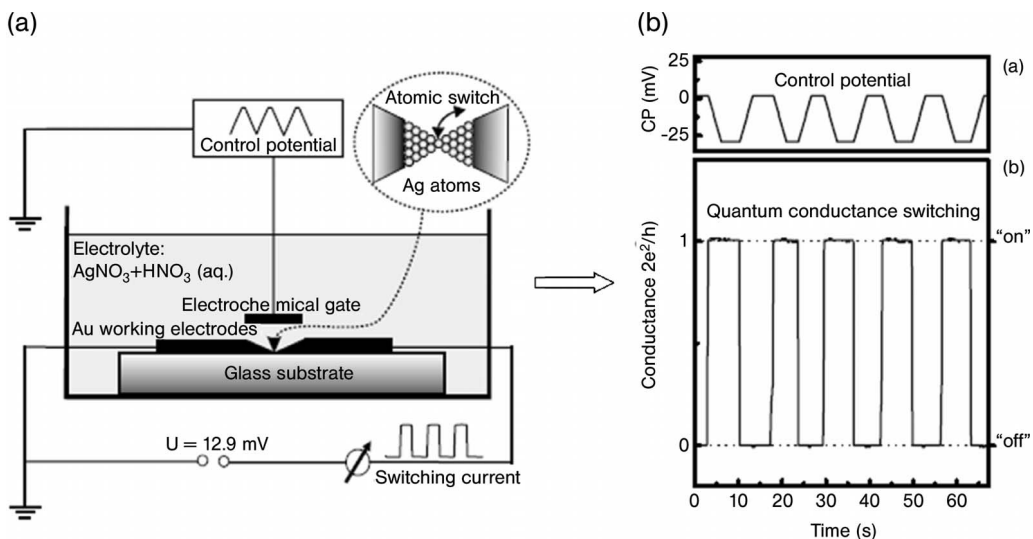 (a)
Control potential
Atomic switch
Ag atoms
Electrolyte:
AgNO₃+HNO₃ (aq.)
Electroche mical gate
Au working electrodes
Glass substrate
U = 12.9 mV
Switching current
(b)
25
0
-25
CP (mV)
Control potential
(a)
(b)
Quantum conductance switching
"on"
"off"
1
0
Conductance 2e²/h
0 10 20 30 40 50 60
Time (s)